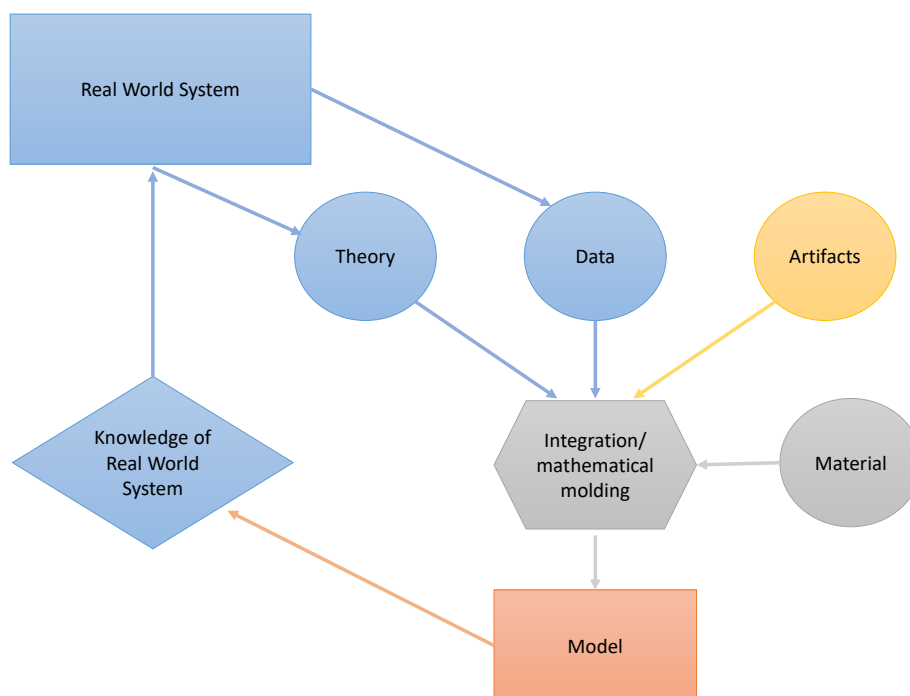 Real World System
Theory
Data
Artifacts
Knowledge of
Real World
System
Integration/
mathematical
molding
Material
Model